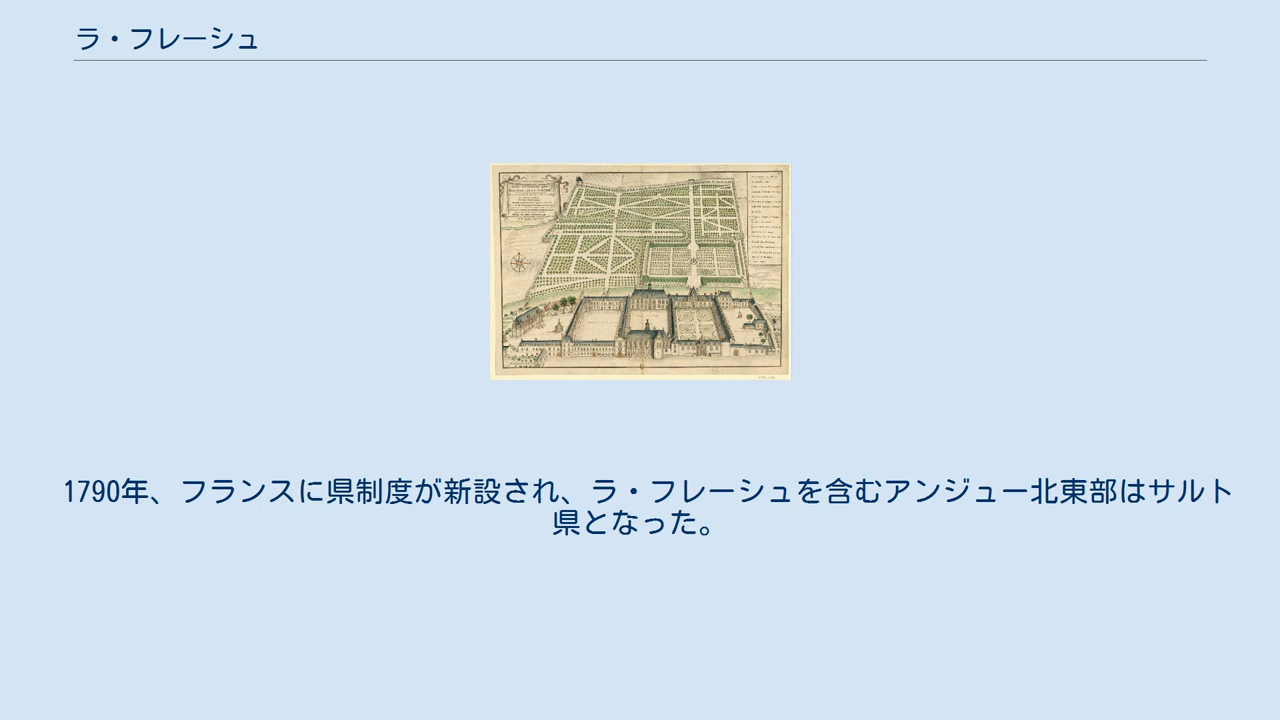 ラ・フレーシュ
1790年、フランスに県制度が新設され、ラ・フレーシュを含むアンジュー北東部はサルト
県となった。